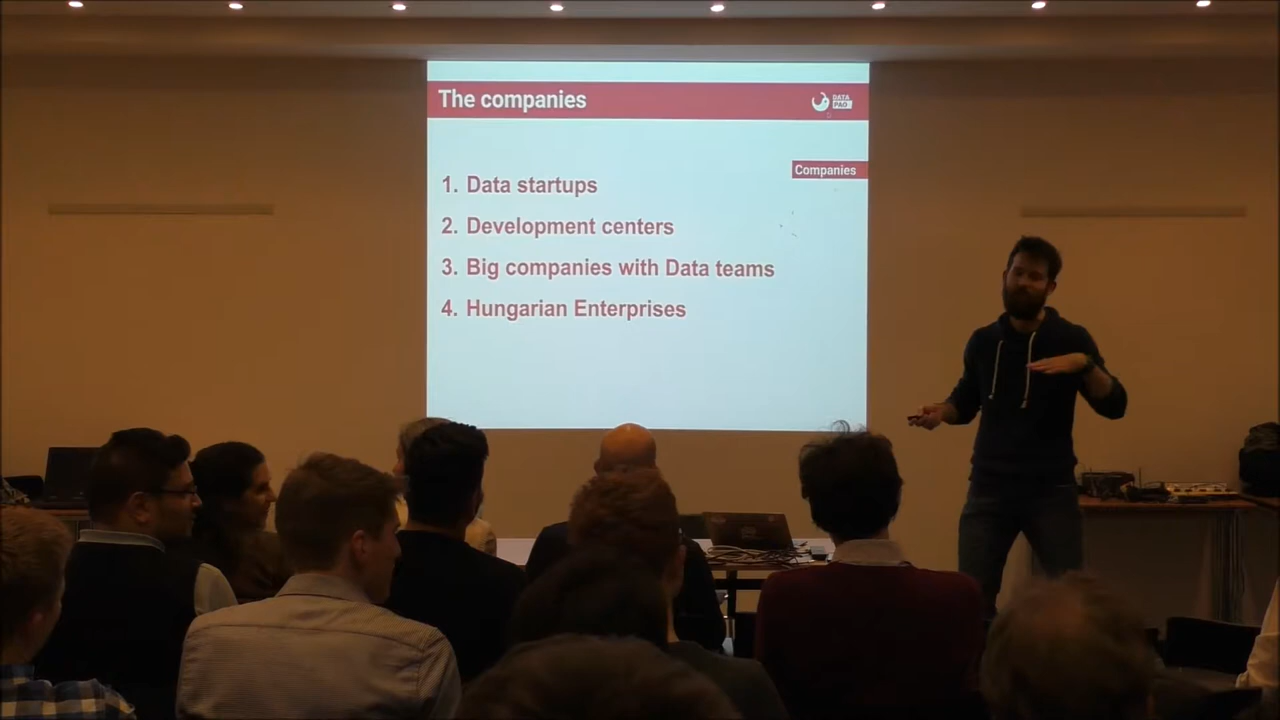 The companies
DATA
PAO
Companies
1. Data startups
2. Development centers
3. Big companies with Data teams
4. Hungarian Enterprises